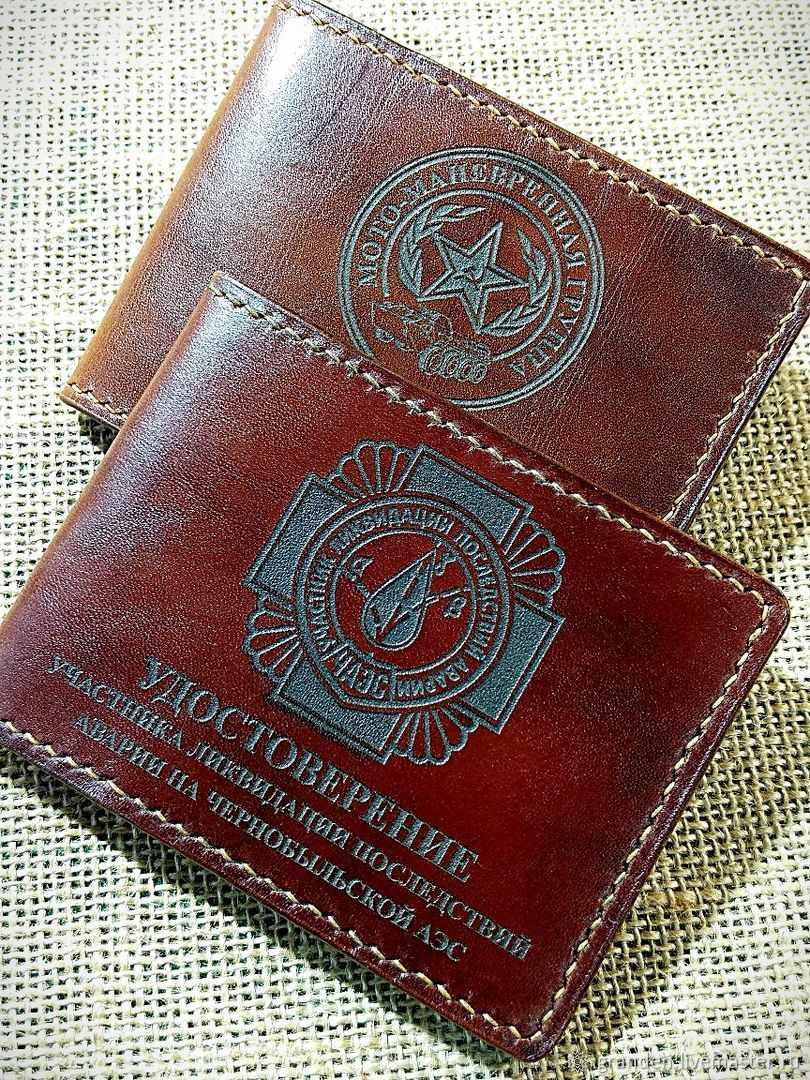 МОТО-МАНЕВРЕННАЯ ГРУППА
УЧАСТНИК ЛИКВИДАЦИИ ПОСЛЕДСТВИЙ АВАРИИ
ЧАЭС
УДОСТОВЕРЕНИЕ
УЧАСТНИКА ЛИКВИДАЦИИ ПОСЛЕДСТВИЙ
АВАРИИ НА ЧЕРНОБЫЛЬСКОЙ АЭС